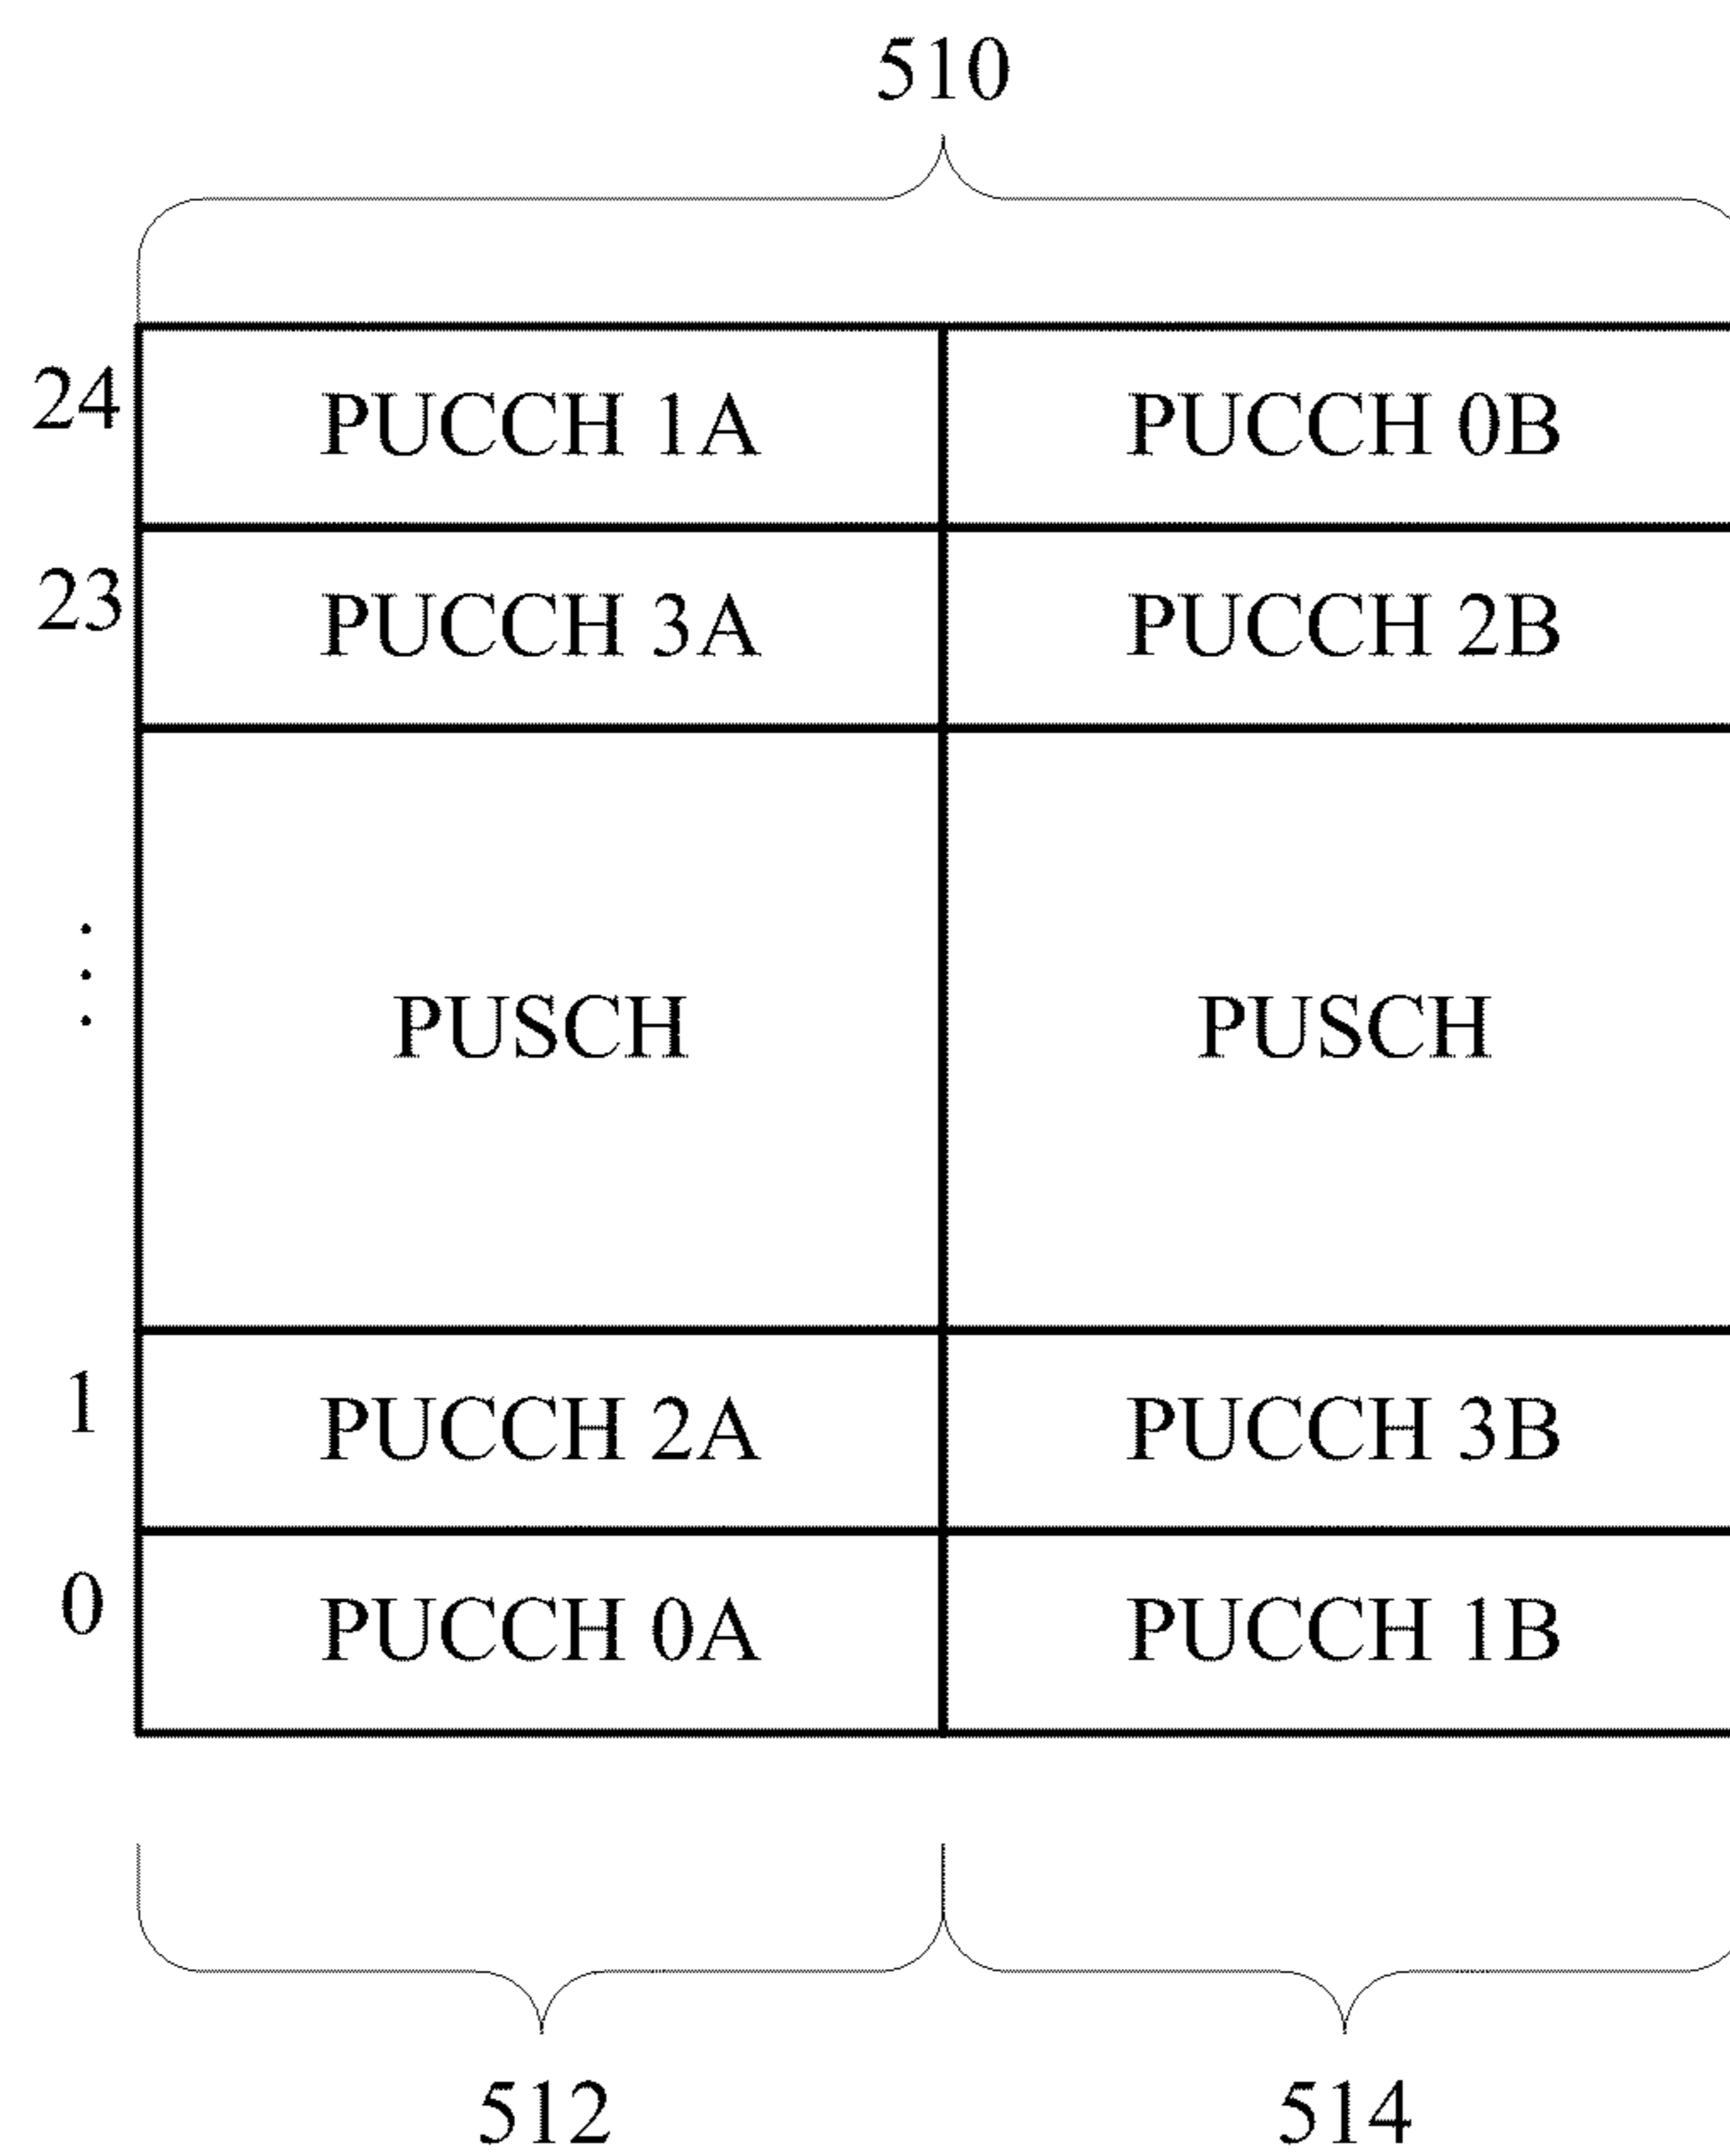 510
24 PUCCH 1A PUCCH 0B
23 PUCCH 3A PUCCH 2B
PUSCH PUSCH
1 PUCCH 2A PUCCH 3B
0 PUCCH 0A PUCCH 1B
512 514